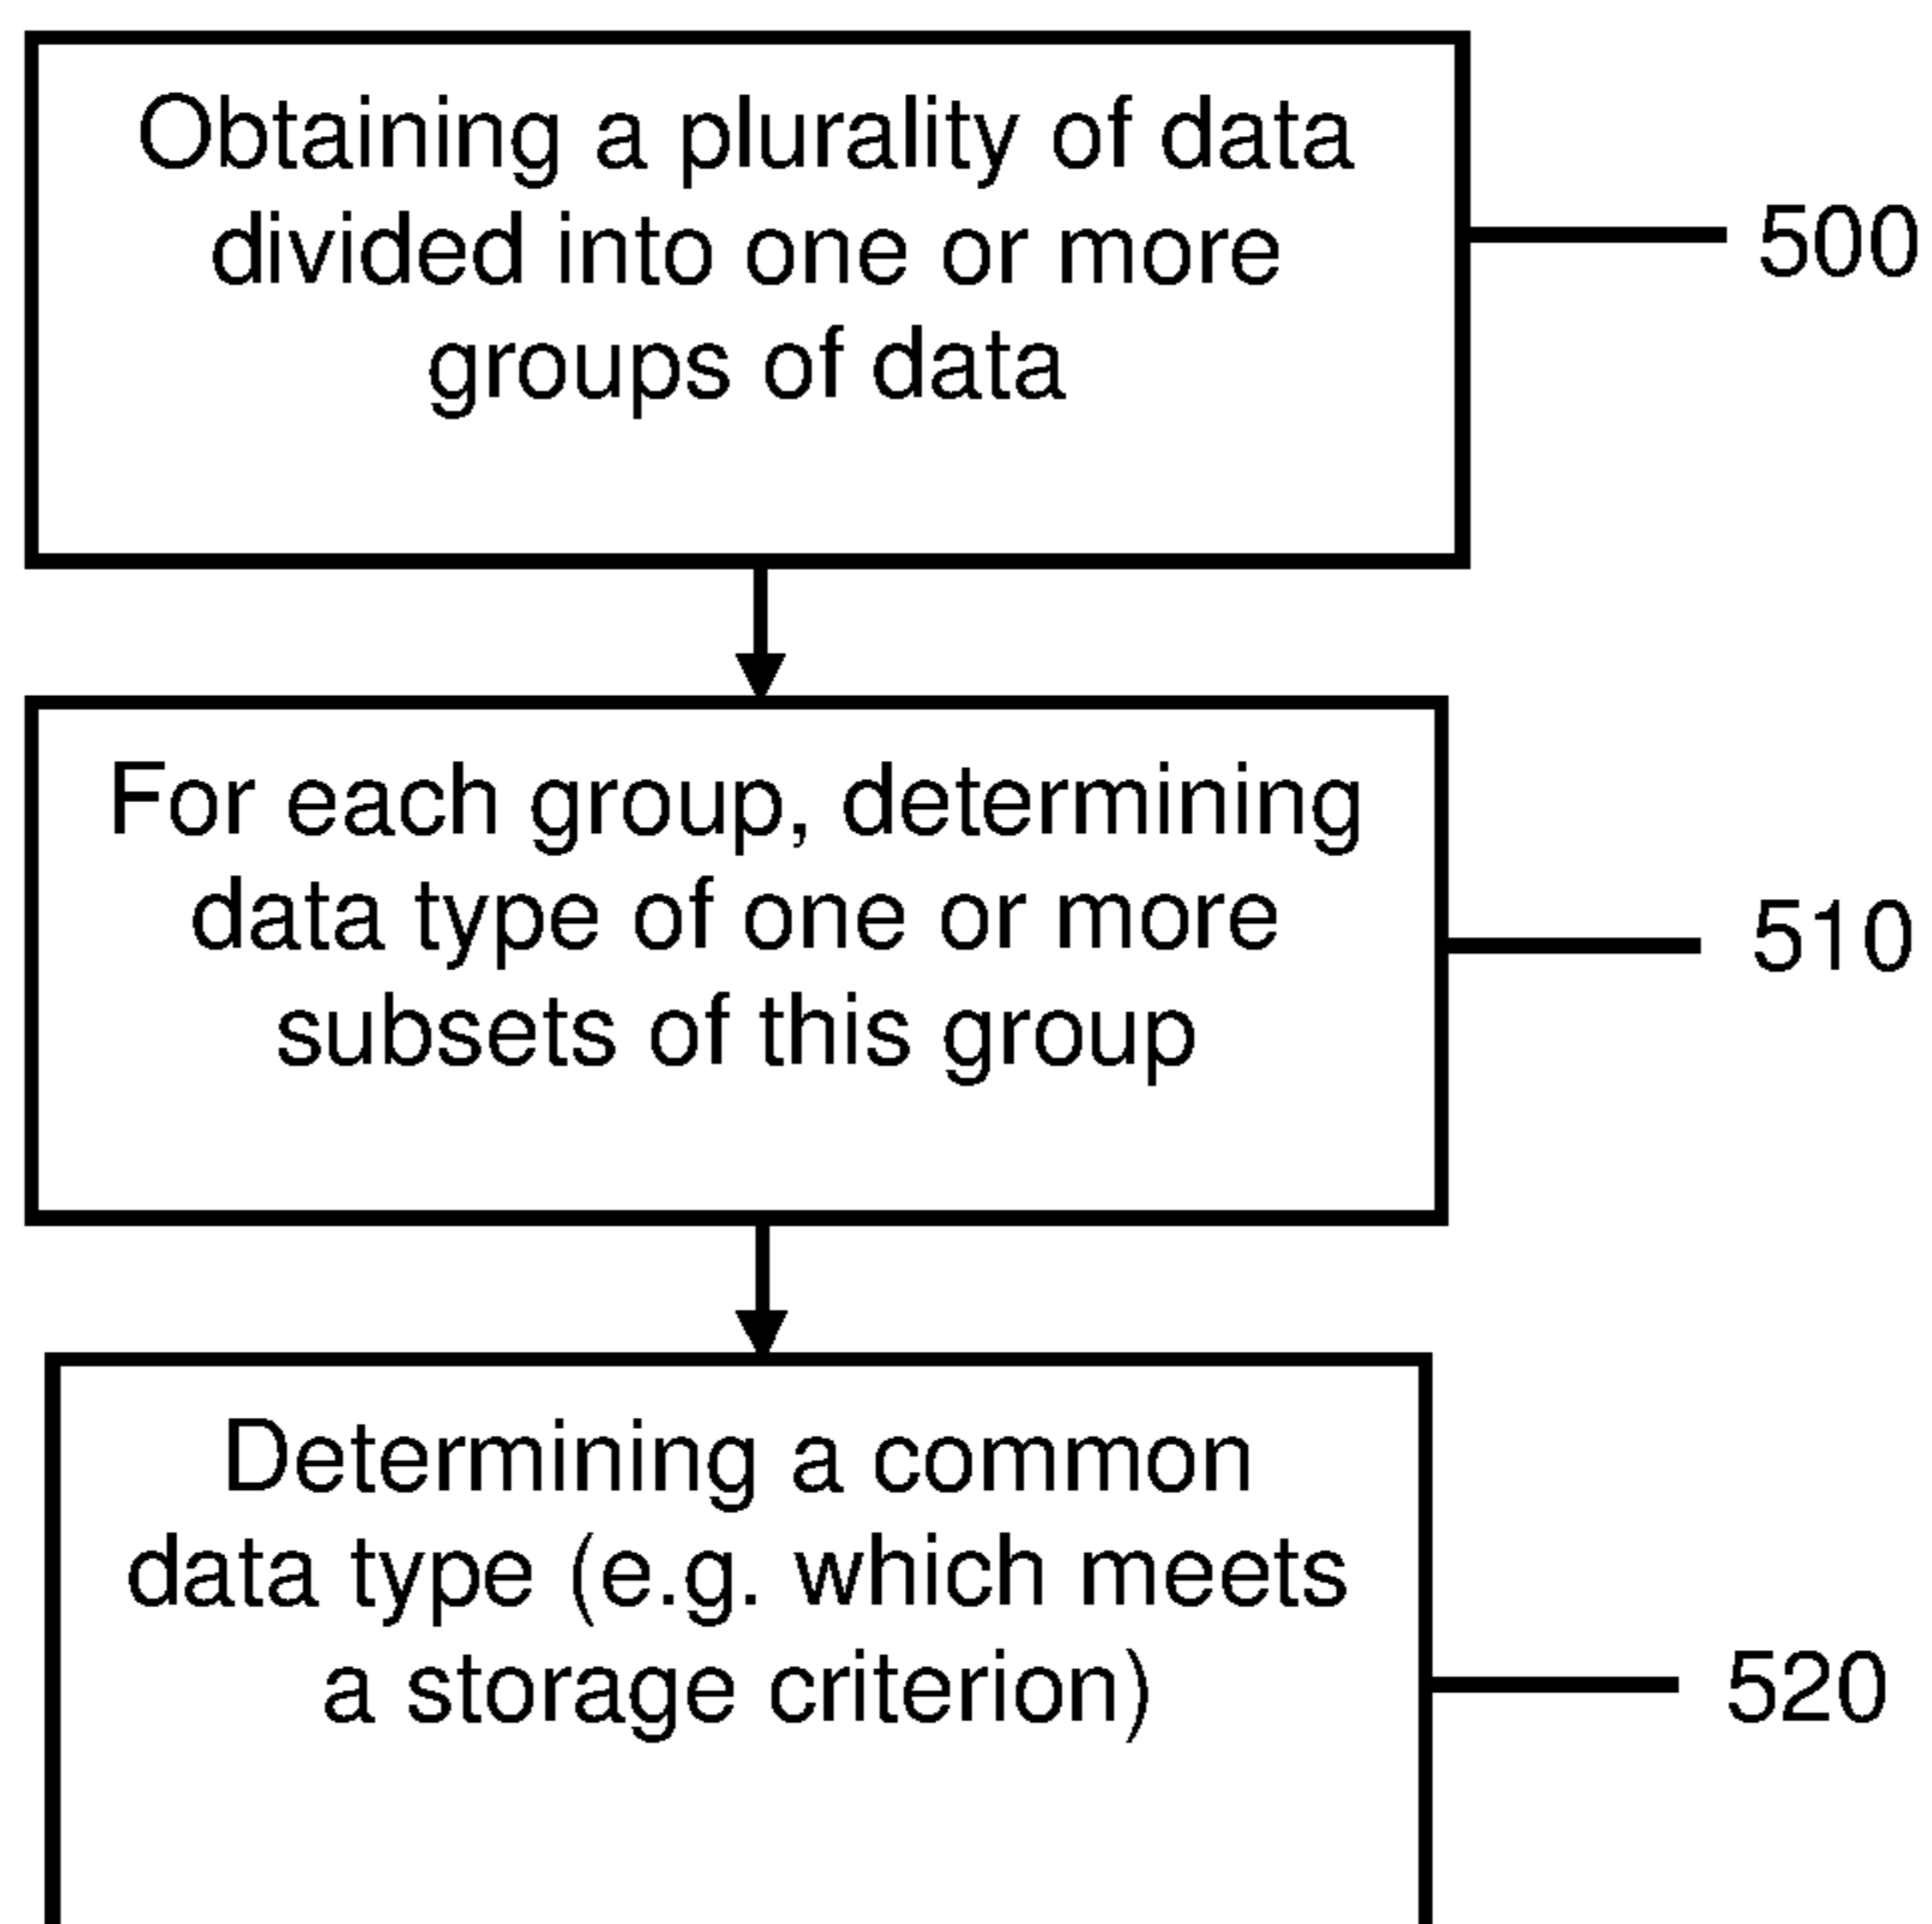 Obtaining a plurality of data
divided into one or more
groups of data
500
For each group, determining
data type of one or more
subsets of this group
510
Determining a common
data type (e.g. which meets
a storage criterion)
520